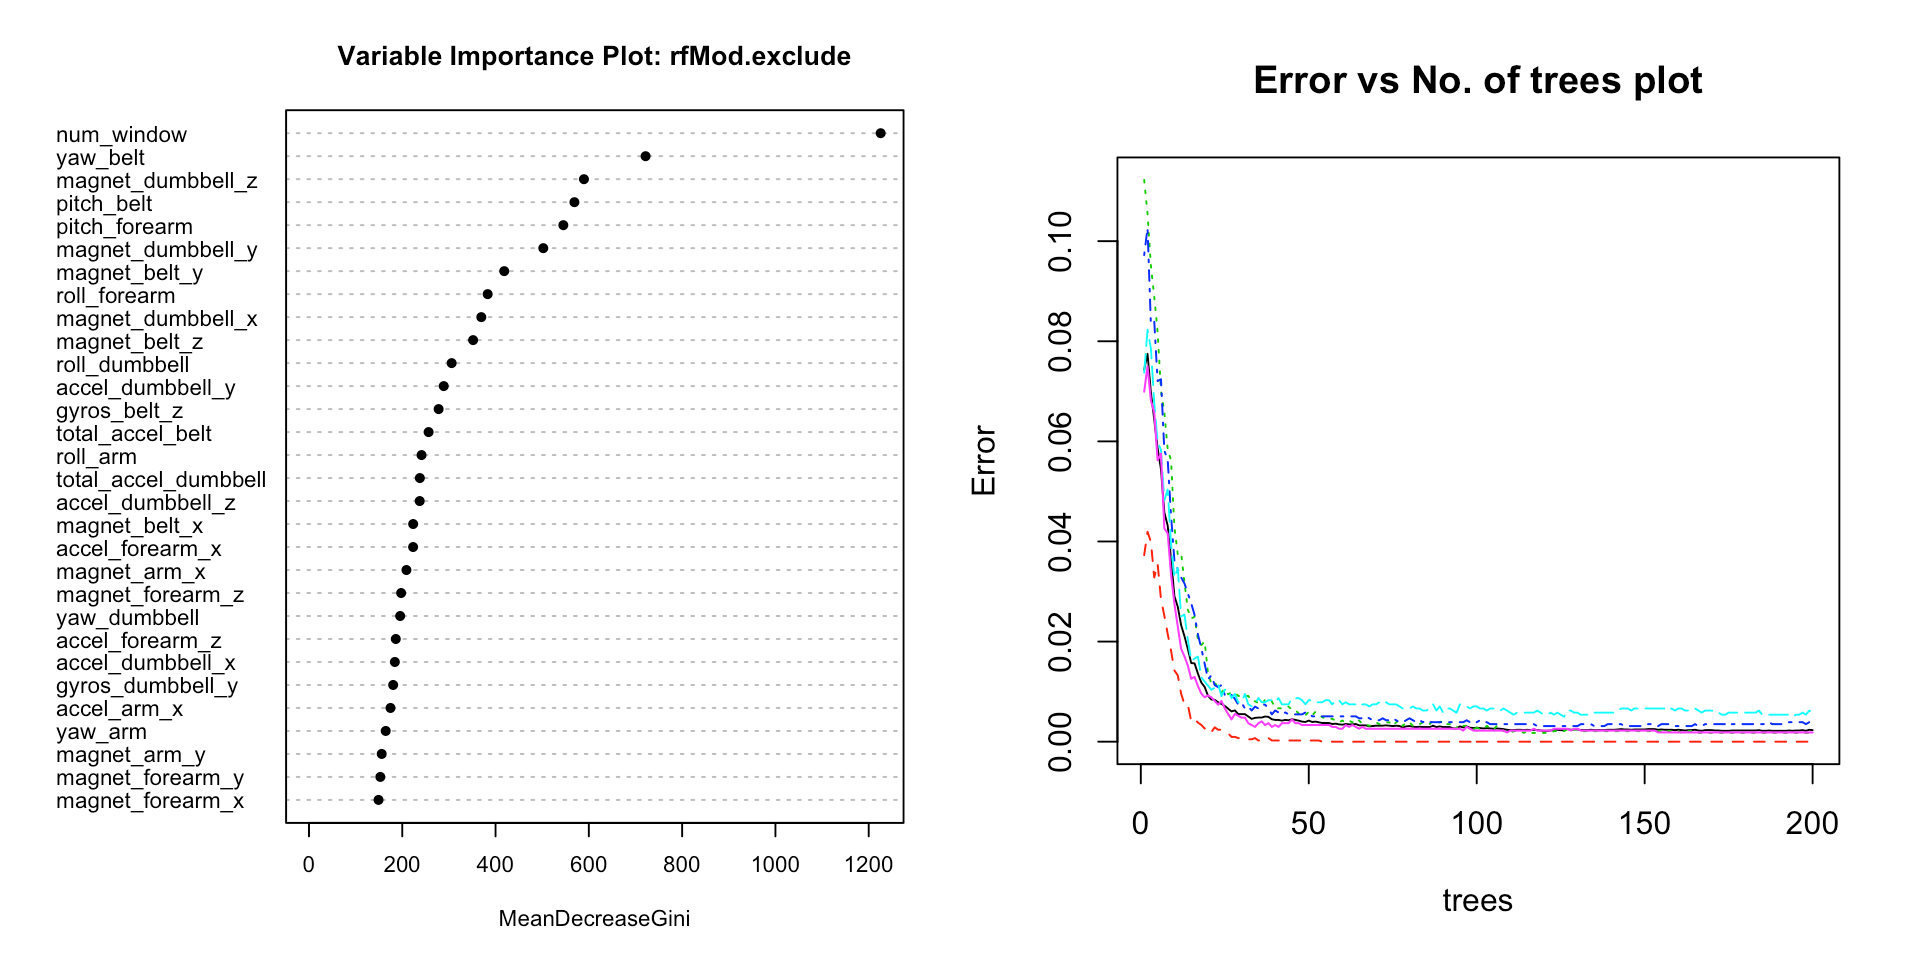 Variable Importance Plot: rfMod.exclude
num_window
yaw_belt
magnet_dumbbell_z
pitch_belt
pitch_forearm
magnet_dumbbell_y
magnet_belt_y
roll_forearm
magnet_dumbbell_x
magnet_belt_z
roll_dumbbell
accel_dumbbell_y
gyros_belt_z
total_accel_belt
roll_arm
total_accel_dumbbell
accel_dumbbell_z
magnet_belt_x
accel_forearm_x
magnet_arm_x
magnet_forearm_z
yaw_dumbbell
accel_forearm_z
accel_dumbbell_x
gyros_dumbbell_y
accel_arm_x
yaw_arm
magnet_arm_y
magnet_forearm_y
magnet_forearm_x
0 200 400 600 800 1000 1200
MeanDecreaseGini
Error vs No. of trees plot
Error
0.10
0.08
0.06
0.04
0.02
0.00
0 50 100 150 200
trees